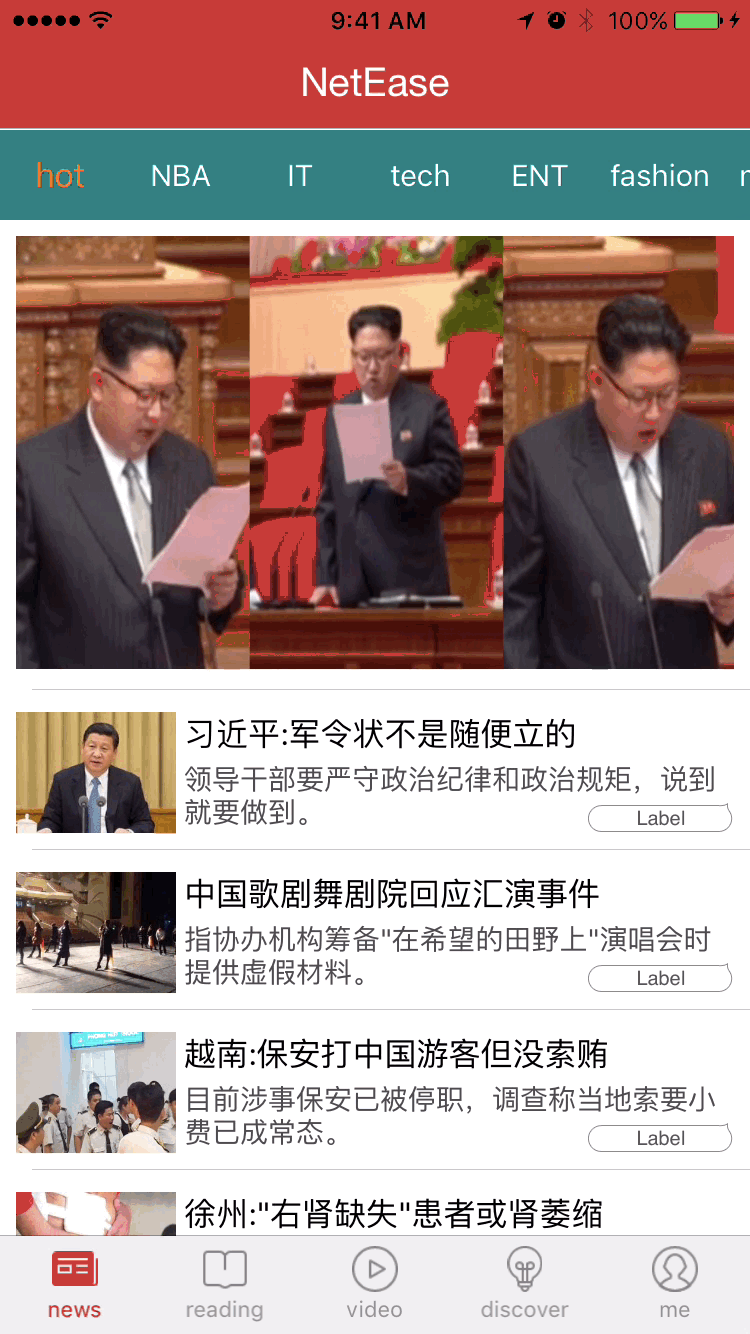 9:41 AM 100%
NetEase
hot NBA IT tech ENT fashion
习近平:军令状不是随便立的
领导干部要严守政治纪律和政治规矩，说到
就要做到。
Label
中国歌剧舞剧院回应汇演事件
指协办机构筹备"在希望的田野上"演唱会时
提供虚假材料。
Label
越南:保安打中国游客但没索贿
目前涉事保安已被停职，调查称当地索要小
费已成常态。
Label
徐州:"右肾缺失"患者或肾萎缩
news reading video discover me